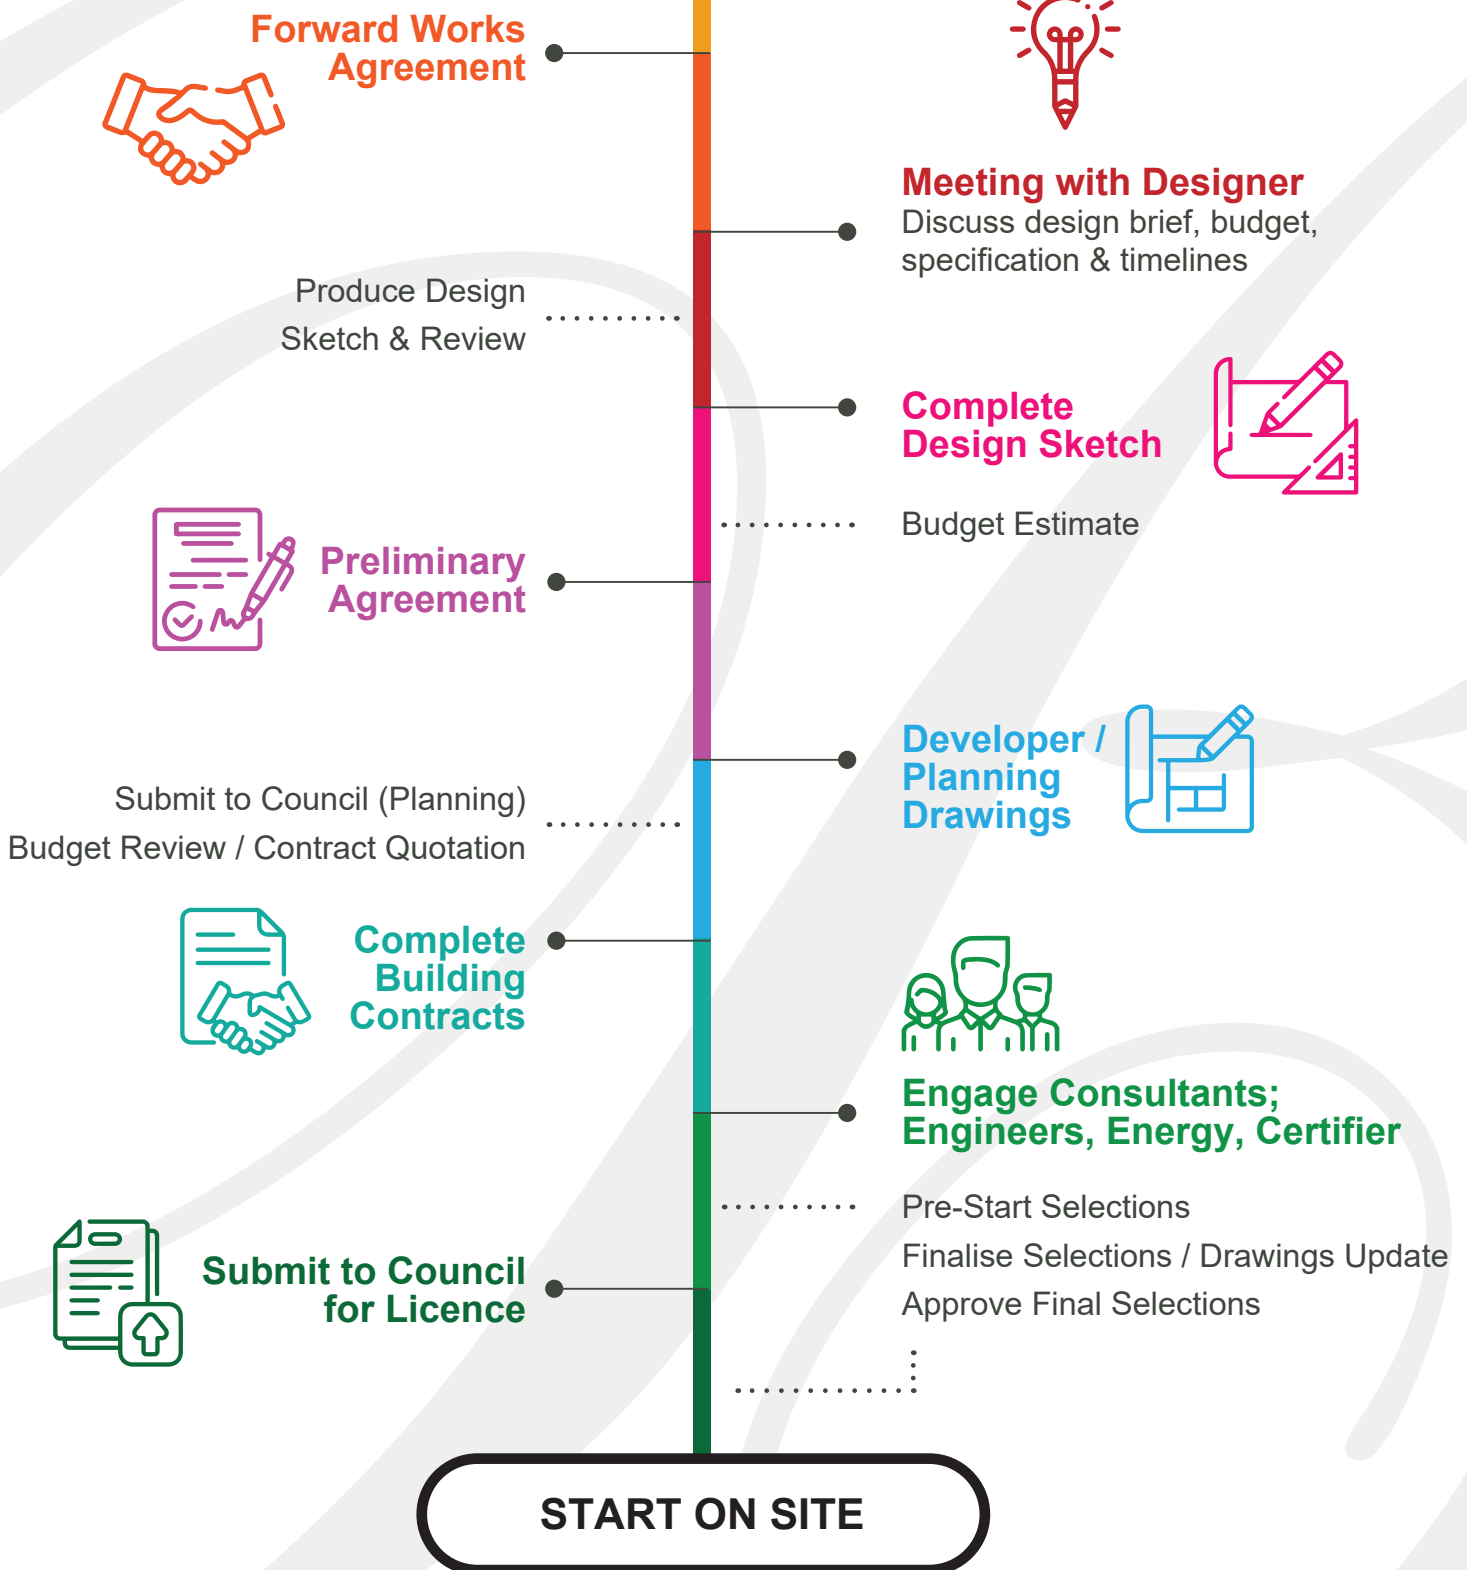 Forward Works
Agreement
Meeting with Designer
Discuss design brief, budget,
specification & timelines
Produce Design
Sketch & Review
Complete
Design Sketch
Budget Estimate
Preliminary
Agreement
Developer /
Planning
Drawings
Submit to Council (Planning)
Budget Review / Contract Quotation
Complete
Building
Contracts
Engage Consultants;
Engineers, Energy, Certifier
Pre-Start Selections
Finalise Selections / Drawings Update
Approve Final Selections
Submit to Council
for Licence
START ON SITE